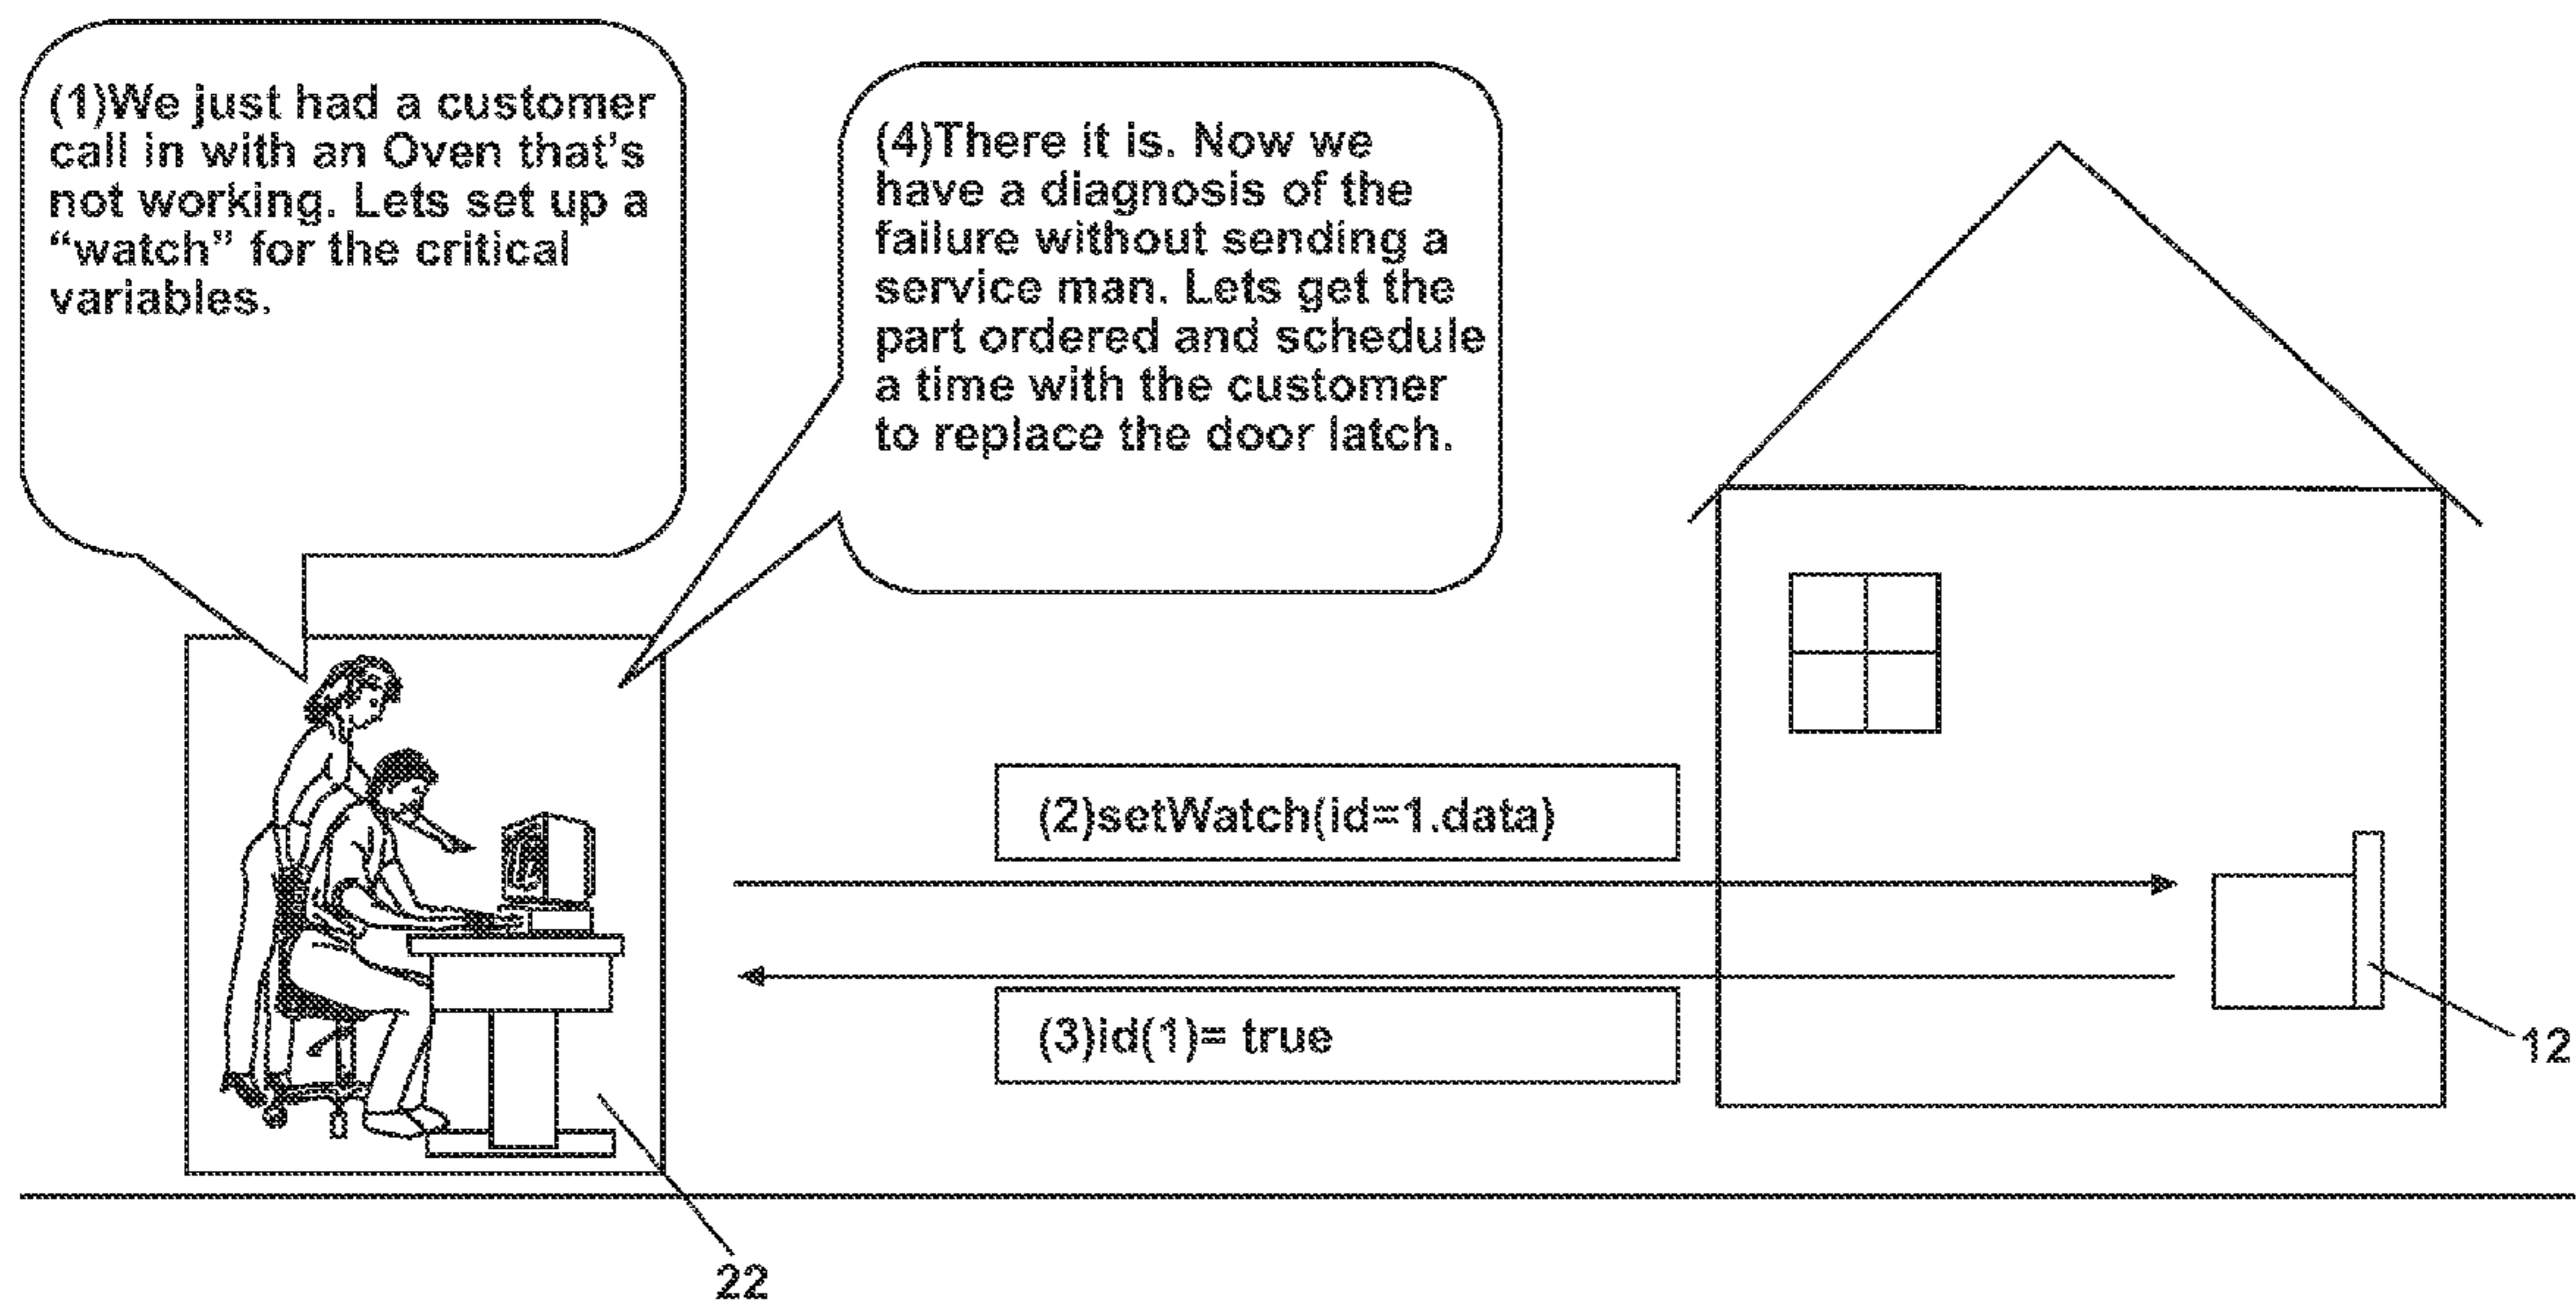 (1)We just had a customer
call in with an Oven that's
not working. Lets set up a
“watch” for the critical
variables.
(4)There it is. Now we
have a diagnosis of the
failure without sending a
service man. Lets get the
part ordered and schedule
a time with the customer
to replace the door latch.
(2)setWatch(id=1.data)
(3)id(1)= true
12
22